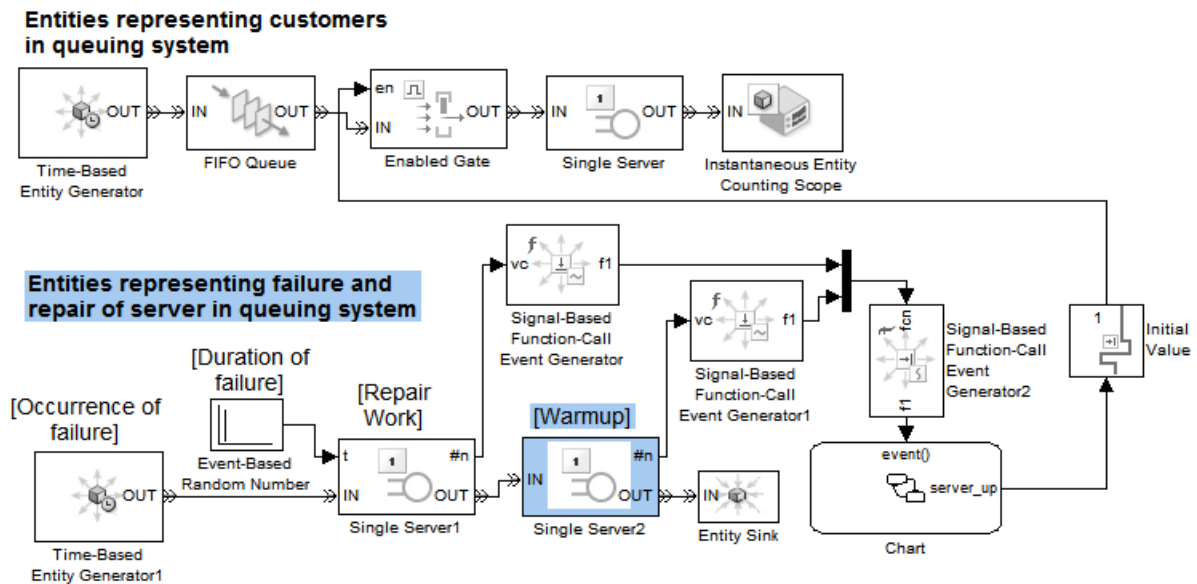 Entities representing customers
in queuing system
OUT
Time-Based
Entity Generator
IN
OUT
FIFO Queue
en
IN
OUT
Enabled Gate
1
OUT
IN
Single Server
IN
Instantaneous Entity
Counting Scope
Entities representing failure and
repair of server in queuing system
vc
f1
Signal-Based
Function-Call
Event Generator
vc
f1
Signal-Based
Function-Call
Event Generator1
fcn
f1
Signal-Based
Function-Call
Event
Generator2
1
Initial
Value
[Duration of
failure]
Event-Based
Random Number
[Occurrence of
failure]
OUT
Time-Based
Entity Generator1
[Repair
Work]
t
1
#n
IN
OUT
Single Server1
[Warmup]
IN
1
#n
OUT
Single Server2
IN
Entity Sink
event()
server_up
Chart